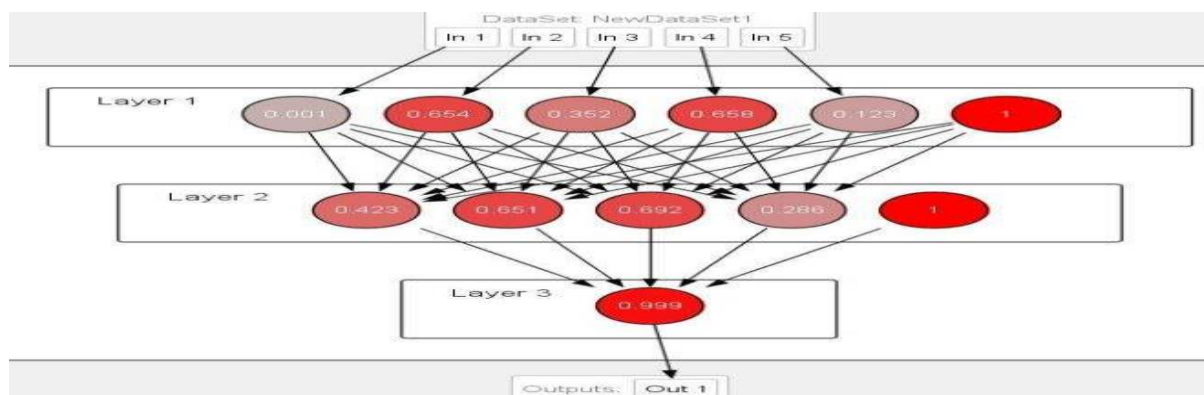 DataSet: NewDataSet1
In 1 In 2 In 3 In 4 In 5
Layer 1 0.001 0.654 0.352 0.658 0.123 1
Layer 2 0.423 0.651 0.692 0.286 1
Layer 3 0.999
Outputs: Out 1